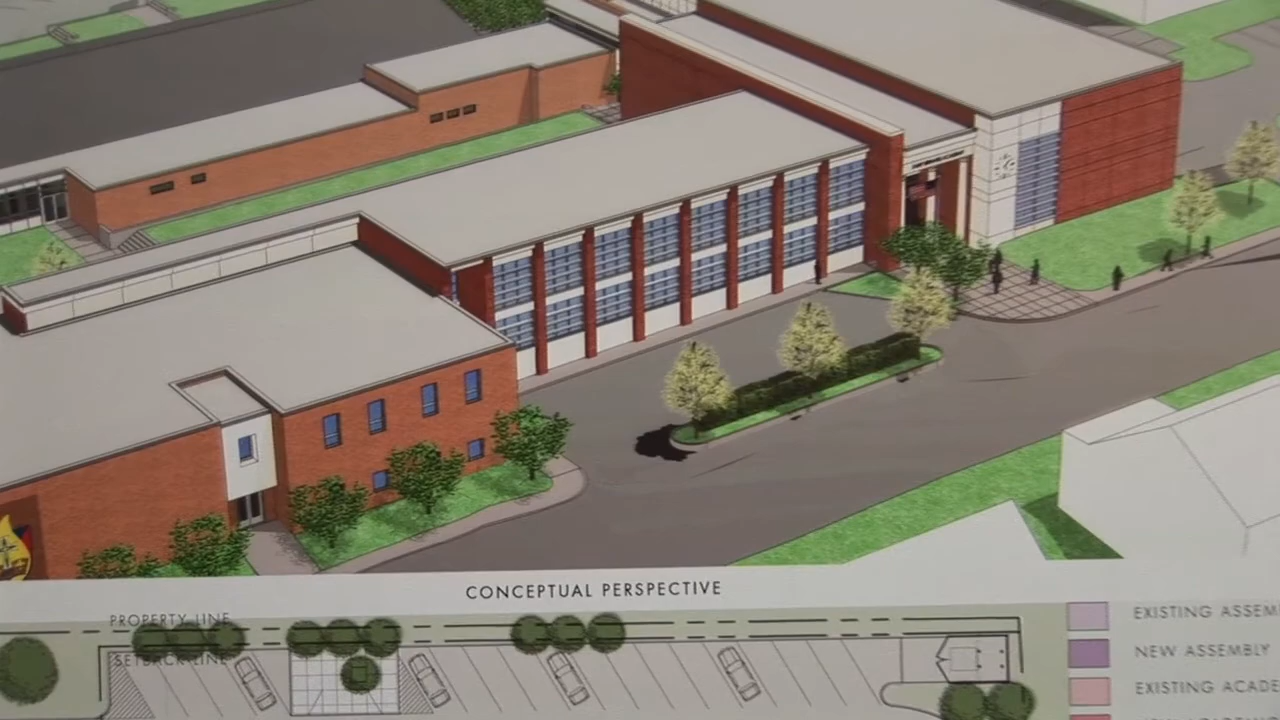 CONCEPTUAL PERSPECTIVE
PROPERTY LINE
SETBACK LINE
EXISTING ASSEM
NEW ASSEMBLY
EXISTING ACADE